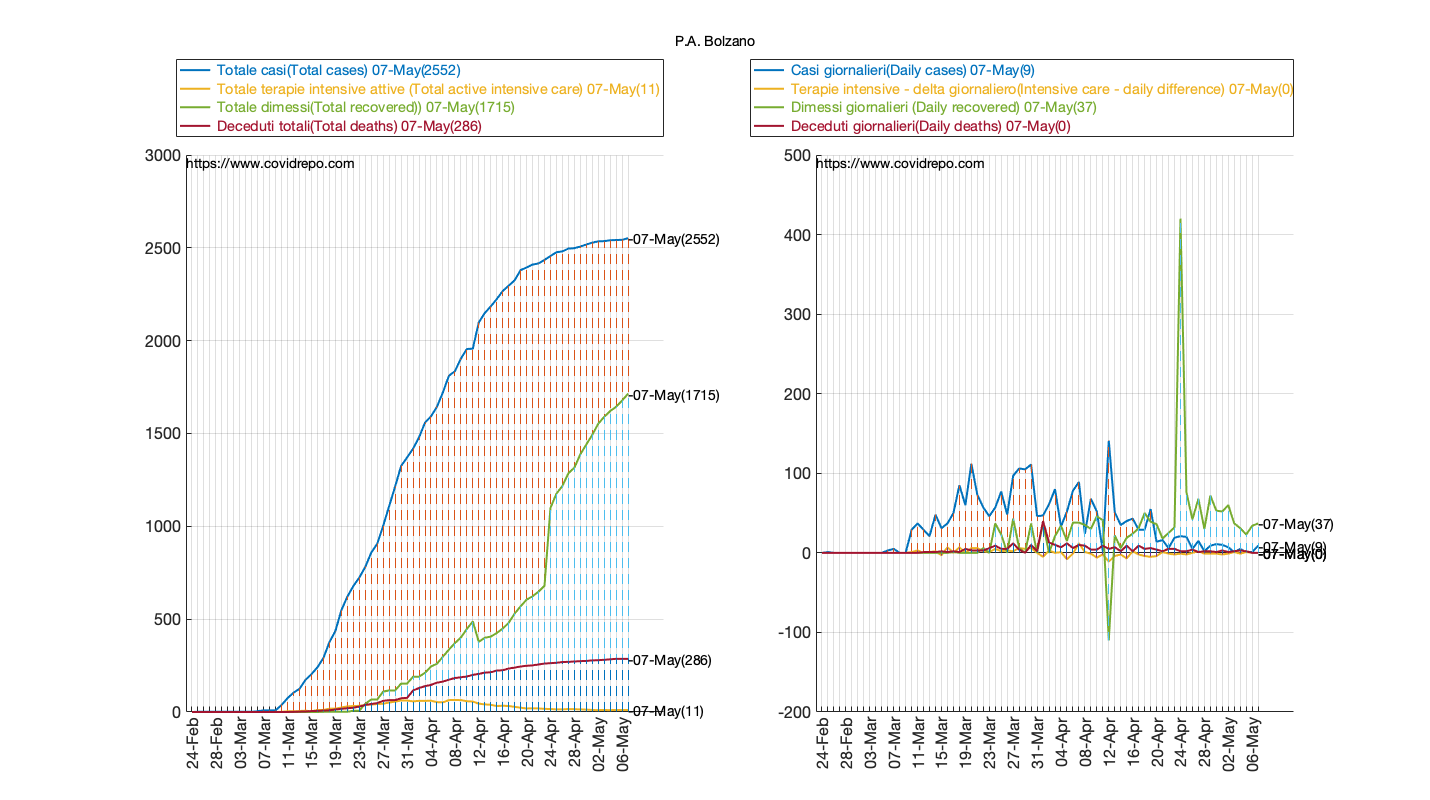 P.A. Bolzano
Totale casi(Total cases) 07-May(2552)
Totale terapie intensive attive (Total active intensive care) 07-May(11)
Totale dimessi(Total recovered)) 07-May(1715)
Deceduti totali(Total deaths) 07-May(286)
3000
https://www.covidrepo.com
2500
2000
1500
1000
500
0
-07-May(2552)
-07-May(1715)
-07-May(286)
-07-May(11)
24-Feb
28-Feb
03-Mar
07-Mar
11-Mar
15-Mar
19-Mar
23-Mar
27-Mar
31-Mar
04-Apr
08-Apr
12-Apr
16-Apr
20-Apr
24-Apr
28-Apr
02-May
06-May
Casi giornalieri(Daily cases) 07-May(9)
Terapie intensive - delta giornaliero(Intensive care - daily difference) 07-May(0)
Dimessi giornalieri (Daily recovered) 07-May(37)
Deceduti giornalieri(Daily deaths) 07-May(0)
500
https://www.covidrepo.com
400
300
200
100
0
-100
-200
-07-May(37)
-07-May(9)
-07-May(0)
24-Feb
28-Feb
03-Mar
07-Mar
11-Mar
15-Mar
19-Mar
23-Mar
27-Mar
31-Mar
04-Apr
08-Apr
12-Apr
16-Apr
20-Apr
24-Apr
28-Apr
02-May
06-May